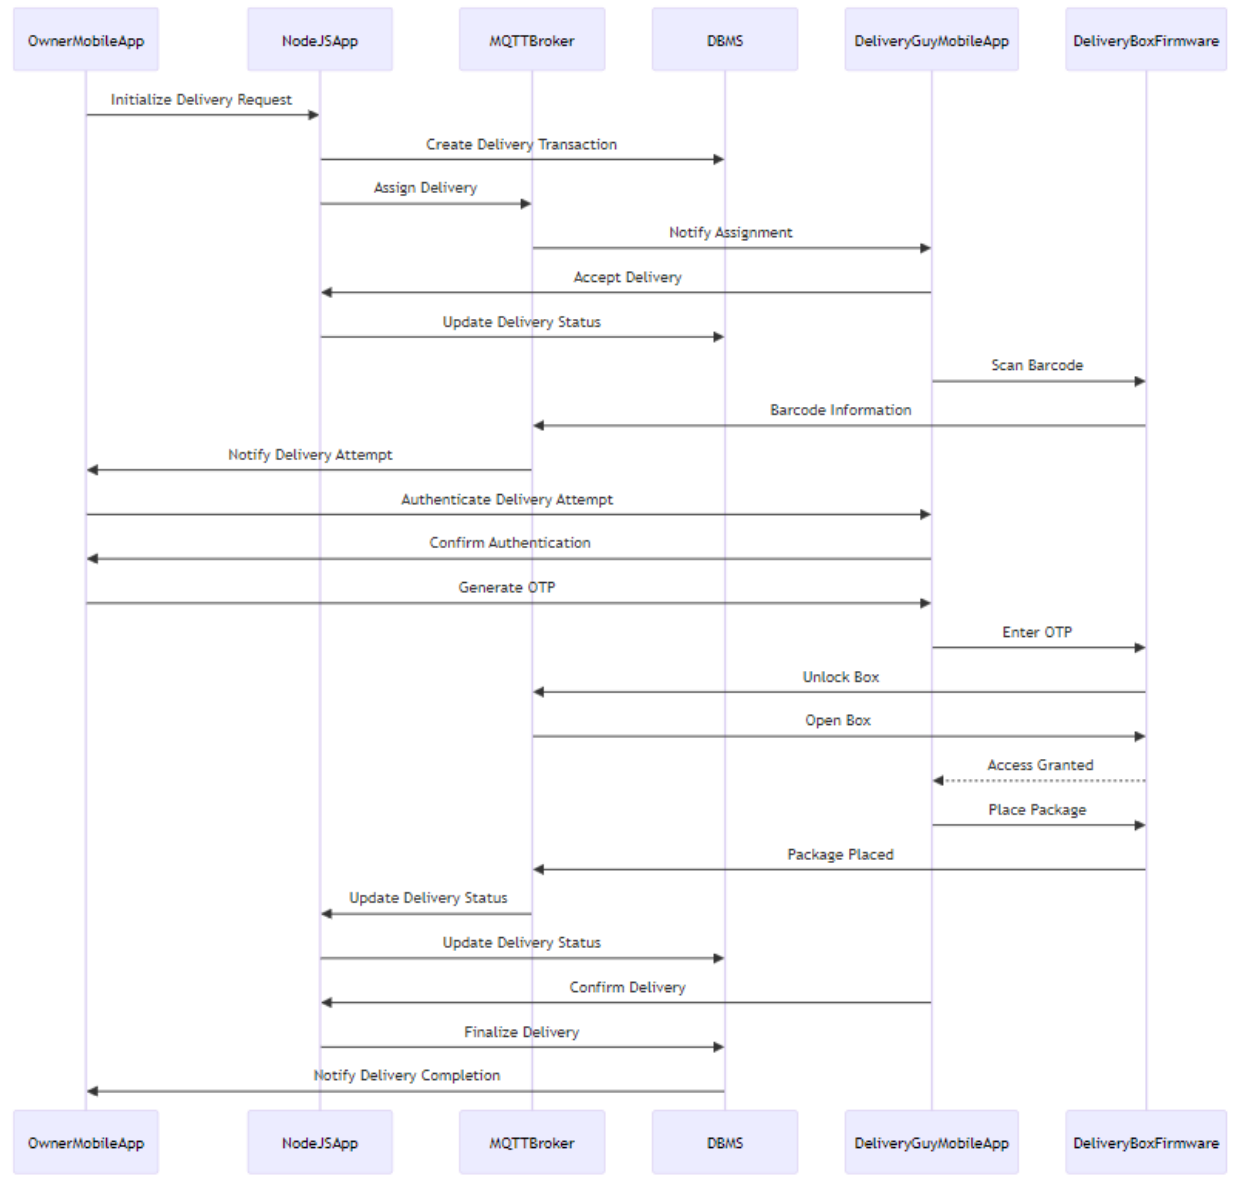 OwnerMobileApp
NodeJSApp
MQTTBroker
DBMS
DeliveryGuyMobileApp
DeliveryBoxFirmware
Initialize Delivery Request
Create Delivery Transaction
Assign Delivery
Notify Assignment
Accept Delivery
Update Delivery Status
Scan Barcode
Barcode Information
Notify Delivery Attempt
Authenticate Delivery Attempt
Confirm Authentication
Generate OTP
Enter OTP
Unlock Box
Open Box
Access Granted
Place Package
Package Placed
Update Delivery Status
Update Delivery Status
Confirm Delivery
Finalize Delivery
Notify Delivery Completion
OwnerMobileApp
NodeJSApp
MQTTBroker
DBMS
DeliveryGuyMobileApp
DeliveryBoxFirmware